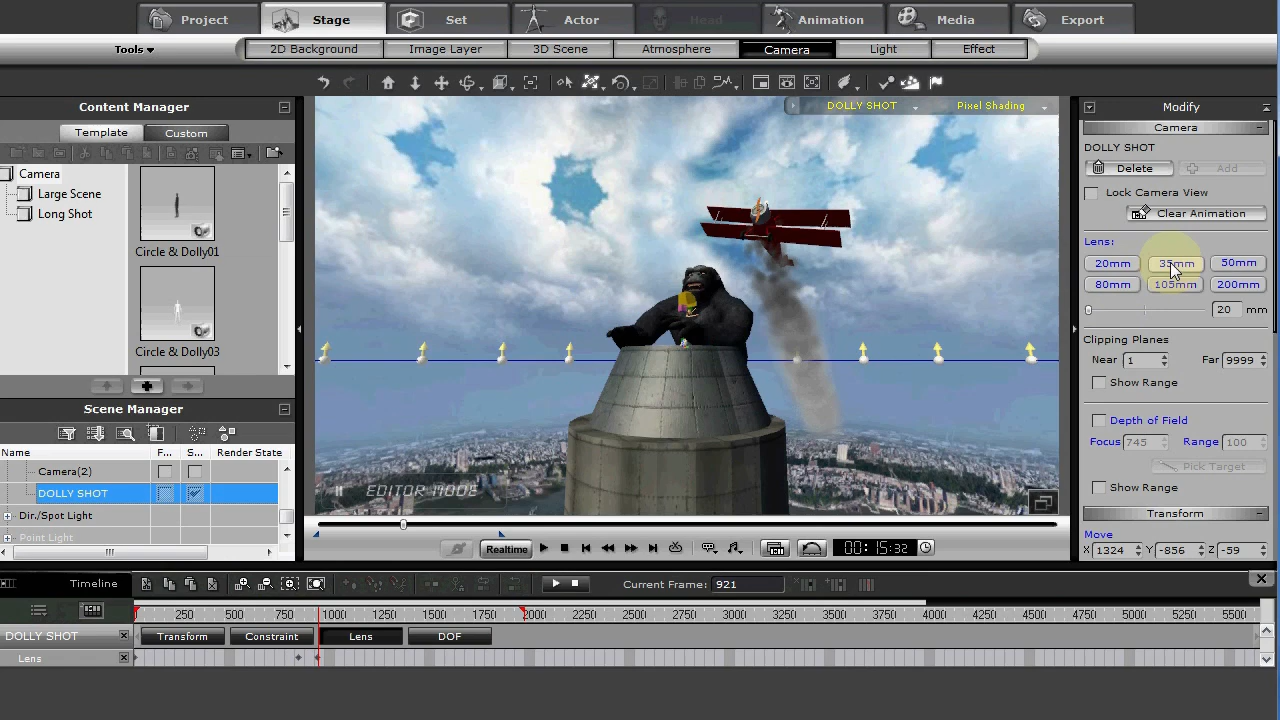 Project Stage Set Actor Head Animation Media Export
Tools 2D Background Image Layer 3D Scene Atmosphere Camera Light Effect
Content Manager
Template Custom
Camera
Large Scene
Long Shot
Circle & Dolly01
Circle & Dolly03
Scene Manager
Name F... S... Render State
Camera(2)
DOLLY SHOT
Dir./Spot Light
Point Light
DOLLY SHOT Pixel Shading
EDITOR MODE
Realtime 00:15:32
Modify
Camera
DOLLY SHOT
Delete Add
Lock Camera View
Clear Animation
Lens:
20mm 35mm 50mm
80mm 105mm 200mm
20 mm
Clipping Planes
Near 1 Far 9999
Show Range
Depth of Field
Focus 745 Range 100
Pick Target
Show Range
Transform
Move
X 1324 Y -856 Z -59
Timeline Current Frame: 921
250 500 750 1000 1250 1500 1750 2000 2250 2500 2750 3000 3250 3500 3750 4000 4250 4500 4750 5000 5250 5500
DOLLY SHOT Transform Constraint Lens DOF
Lens